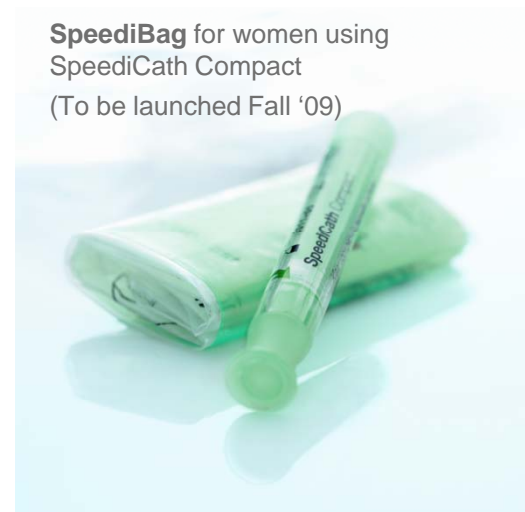 SpeediBag for women using
SpeediCath Compact
(To be launched Fall ‘09)
SpeediCath Compact